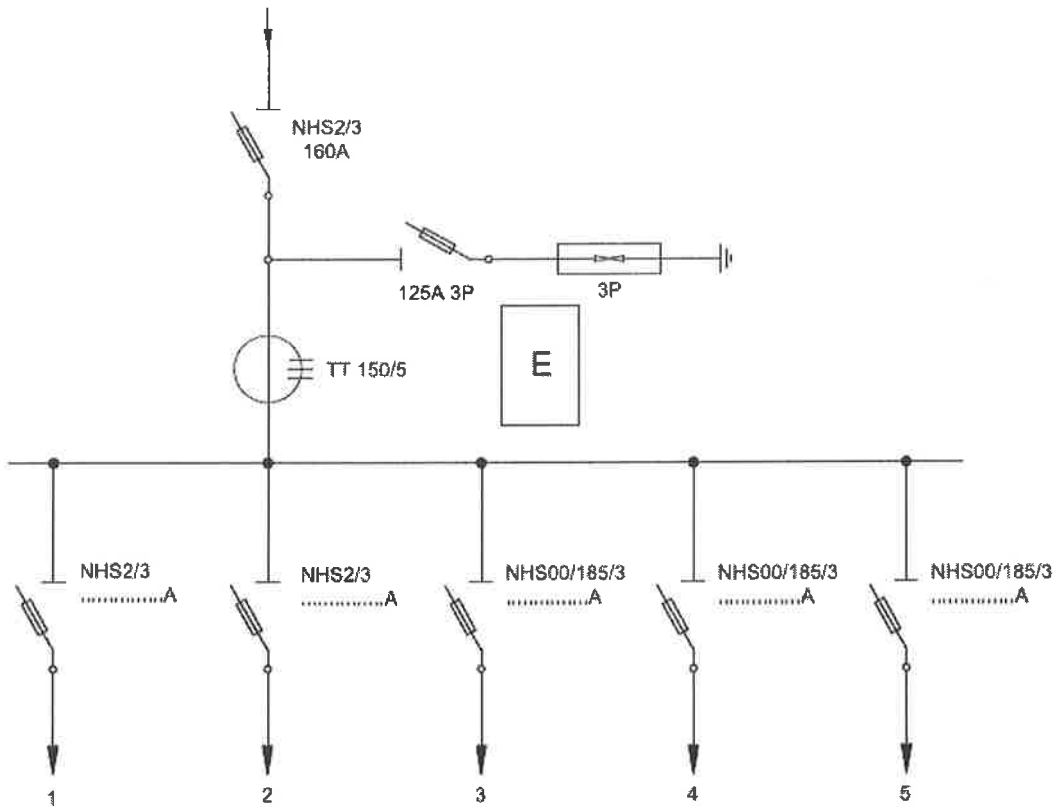 NHS2/3
160A
125A 3P
3P
E
TT 150/5
NHS2/3
..............A
NHS2/3
..............A
NHS00/185/3
..............A
NHS00/185/3
..............A
NHS00/185/3
..............A
1
2
3
4
5